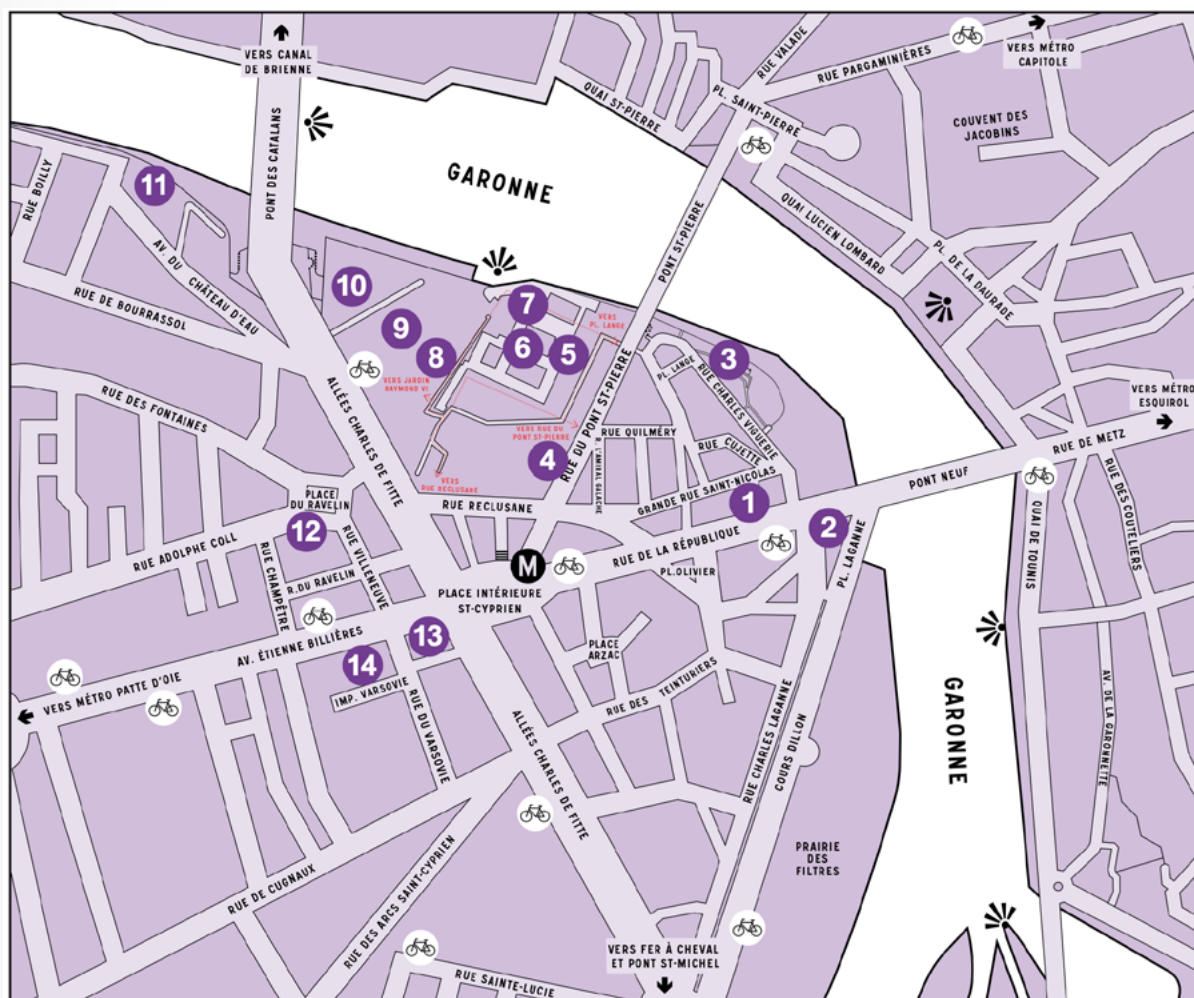 VERS CANAL
DE BRIENNE
PONT DES CATALANS
GARONNE
QUAI ST-PIERRE
PL. SAINT-PIERRE
RUE VALADE
RUE PARGAMINIÈRES
VERS MÉTRO
CAPITOLE
COUVENT DES
JACOBINS
RUE BOILLY
11
AV. DU
CHÂTEAU D'EAU
RUE DE BOURRASSOL
10
9
8
7
6
5
VERS
PL. LANGE
VERS JARDIN
RAYMOND VI
VERS RUE DU
PONT ST-PIERRE
VERS
RUE RECLUSANE
PONT ST-PIERRE
RUE DU PONT ST-PIERRE
QUAI LUCIEN LOMBARD
PL. DE LA DAURADE
3
PL. LANGE
RUE CHARLES VIGUERIE
RUE QUILMÉRY
RUE CUJETTE
R. L'AMIRAL GALACHE
GRANDE RUE SAINT-NICOLAS
4
1
2
VERS MÉTRO
ESQUIROL
RUE DE METZ
PONT NEUF
RUE DES COUTELIERS
QUAI DE TOUNIS
RUE DES FONTAINES
ALLÉES CHARLES DE FITTE
RUE RECLUSANE
PLACE
DU RAVELIN
12
RUE ADOLPHE COLL
RUE CHAMPÊTRE
RUE VILLENEUVE
R. DU RAVELIN
M
PLACE INTÉRIEURE
ST-CYPRIEN
RUE DE LA RÉPUBLIQUE
PL. OLIVIER
PL. LAGANNE
AV. ÉTIENNE BILLIÈRES
13
14
VERS MÉTRO PATTE D'OIE
IMP. VARSOVIE
RUE DU VARSOVIE
PLACE
ARZAC
RUE DES TEINTURIERS
ALLÉES CHARLES DE FITTE
RUE CHARLES LAGANNE
COURS DILLON
GARONNE
AV. DE LA GARONNETTE
PRAIRIE
DES
FILTRES
RUE DE CUGNAUX
RUE DES ARCS SAINT-CYPRIEN
RUE SAINTE-LUCIE
VERS FER À CHEVAL
ET PONT ST-MICHEL